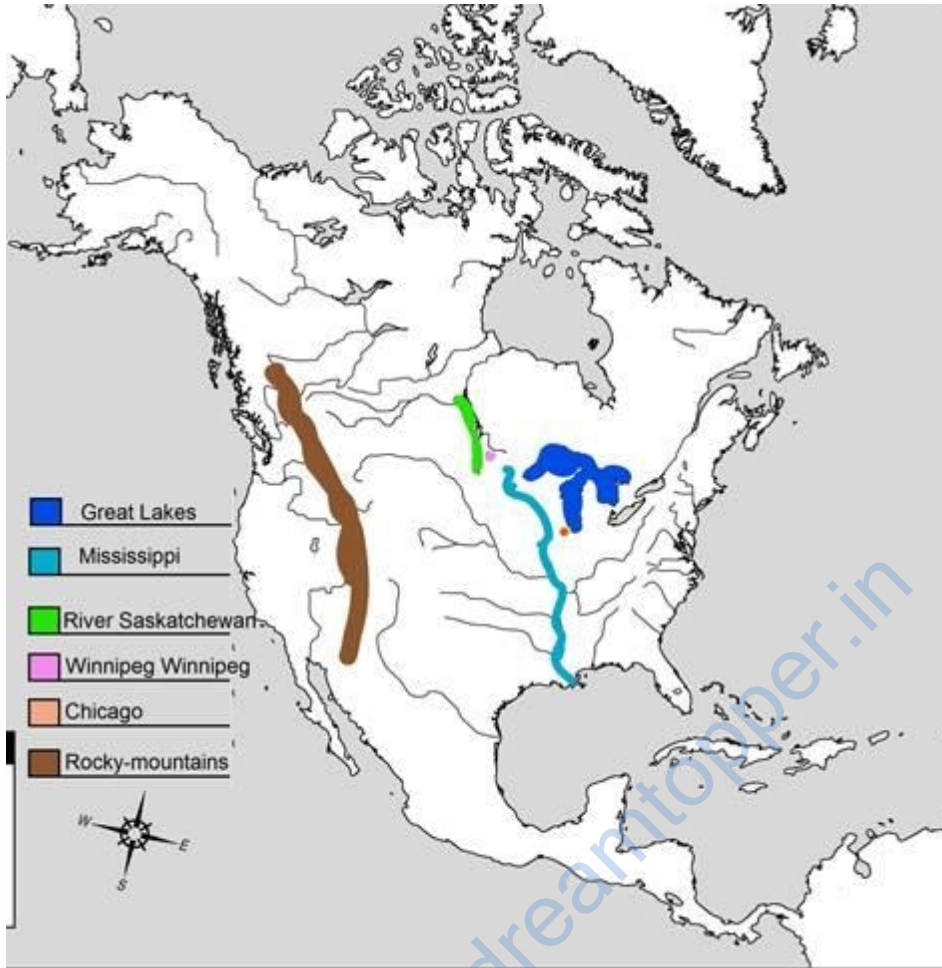 Great Lakes
Mississippi
River Saskatchewan.
Winnipeg Winnipeg
Chicago
Rocky-mountains
W
E
S
dreamtopper.in